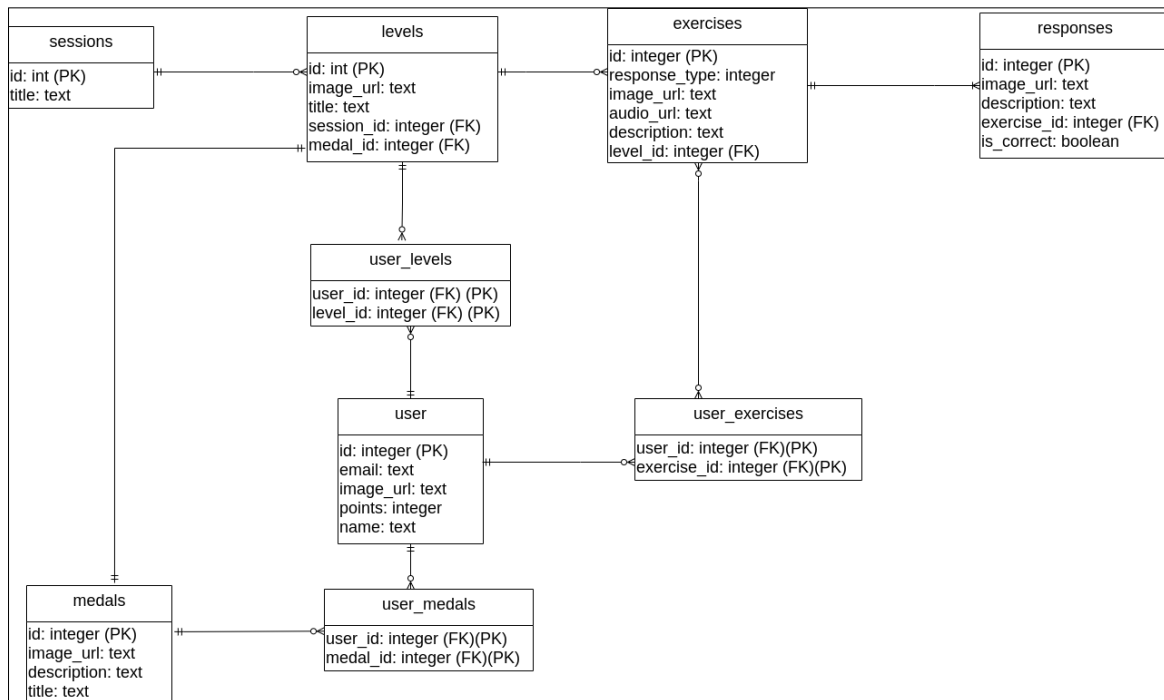 sessions
id: int (PK)
title: text
levels
id: int (PK)
image_url: text
title: text
session_id: integer (FK)
medal_id: integer (FK)
exercises
id: integer (PK)
response_type: integer
image_url: text
audio_url: text
description: text
level_id: integer (FK)
responses
id: integer (PK)
image_url: text
description: text
exercise_id: integer (FK)
is_correct: boolean
user_levels
user_id: integer (FK) (PK)
level_id: integer (FK) (PK)
user
id: integer (PK)
email: text
image_url: text
points: integer
name: text
user_exercises
user_id: integer (FK)(PK)
exercise_id: integer (FK)(PK)
medals
id: integer (PK)
image_url: text
description: text
title: text
user_medals
user_id: integer (FK)(PK)
medal_id: integer (FK)(PK)